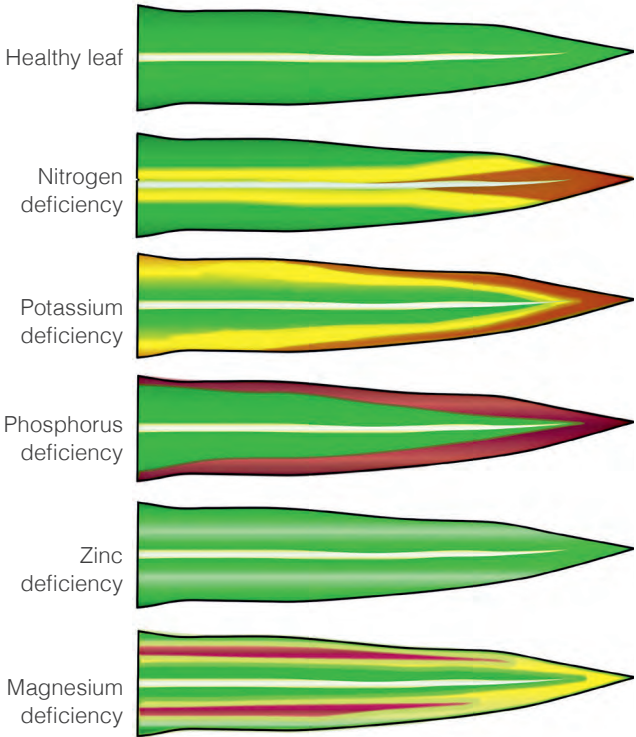 Healthy leaf
Nitrogen
deficiency
Potassium
deficiency
Phosphorus
deficiency
Zinc
deficiency
Magnesium
deficiency